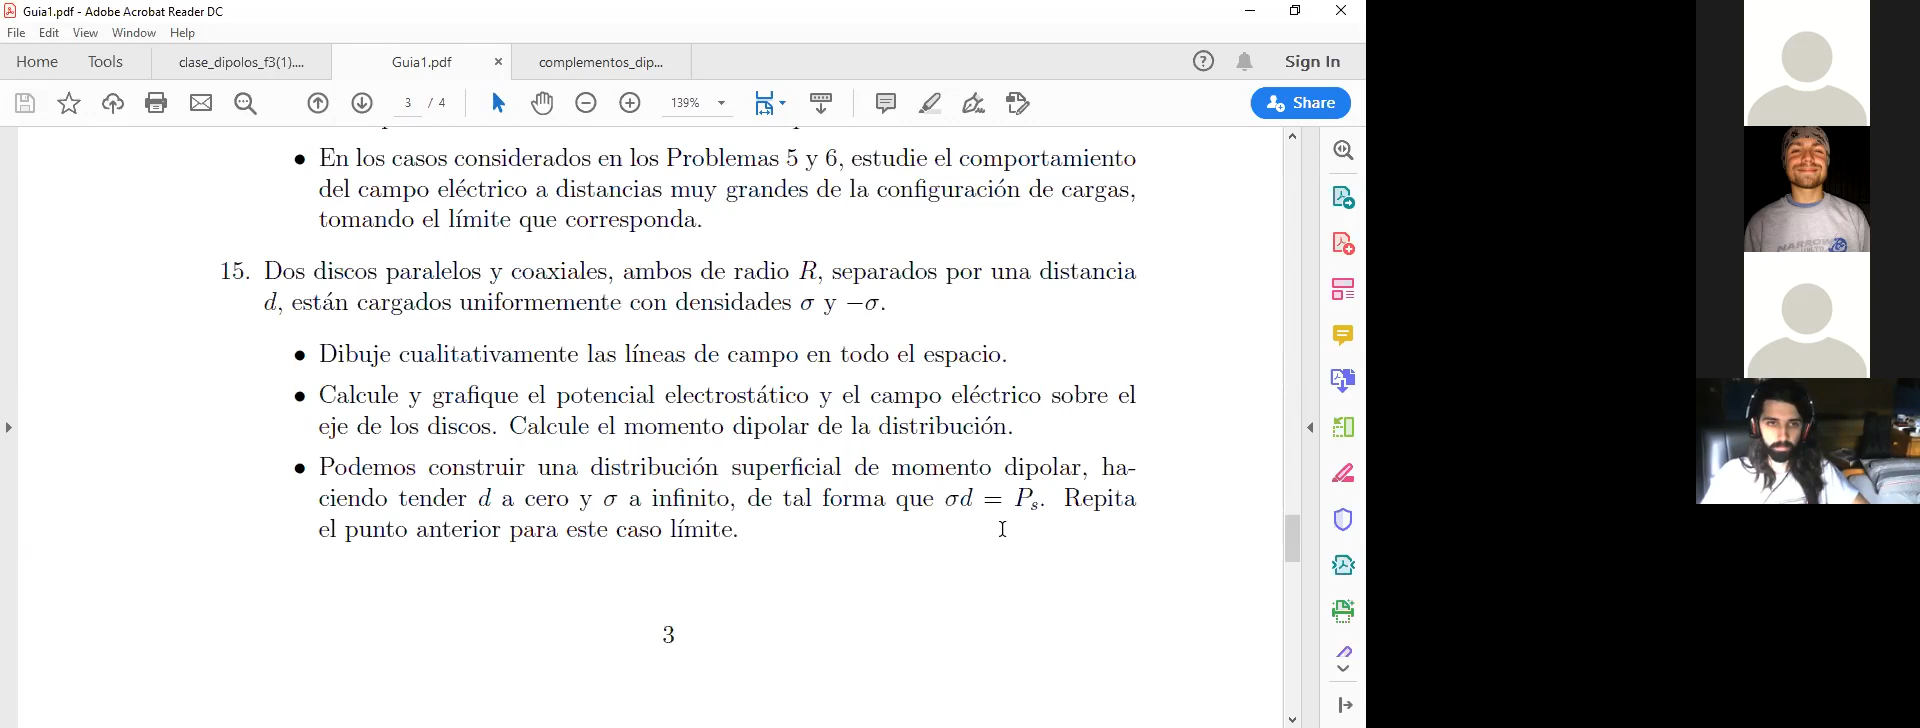 Guia1.pdf - Adobe Acrobat Reader DC
File Edit View Window Help
Home Tools clase_dipolos_f3(1).... Guia1.pdf × complementos_dip... Sign In
3 / 4 139% Share
En los casos considerados en los Problemas 5 y 6, estudie el comportamiento
del campo eléctrico a distancias muy grandes de la configuración de cargas,
tomando el límite que corresponda.
15. Dos discos paralelos y coaxiales, ambos de radio R, separados por una distancia
d, están cargados uniformemente con densidades σ y −σ.
• Dibuje cualitativamente las líneas de campo en todo el espacio.
• Calcule y grafique el potencial electrostático y el campo eléctrico sobre el
eje de los discos. Calcule el momento dipolar de la distribución.
• Podemos construir una distribución superficial de momento dipolar, ha-
ciendo tender d a cero y σ a infinito, de tal forma que σd = Pₛ. Repita
el punto anterior para este caso límite.
3
NARROW